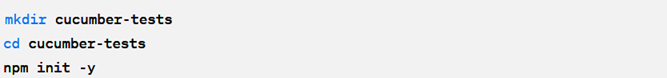 mkdir cucumber-tests
cd cucumber-tests
npm init -y